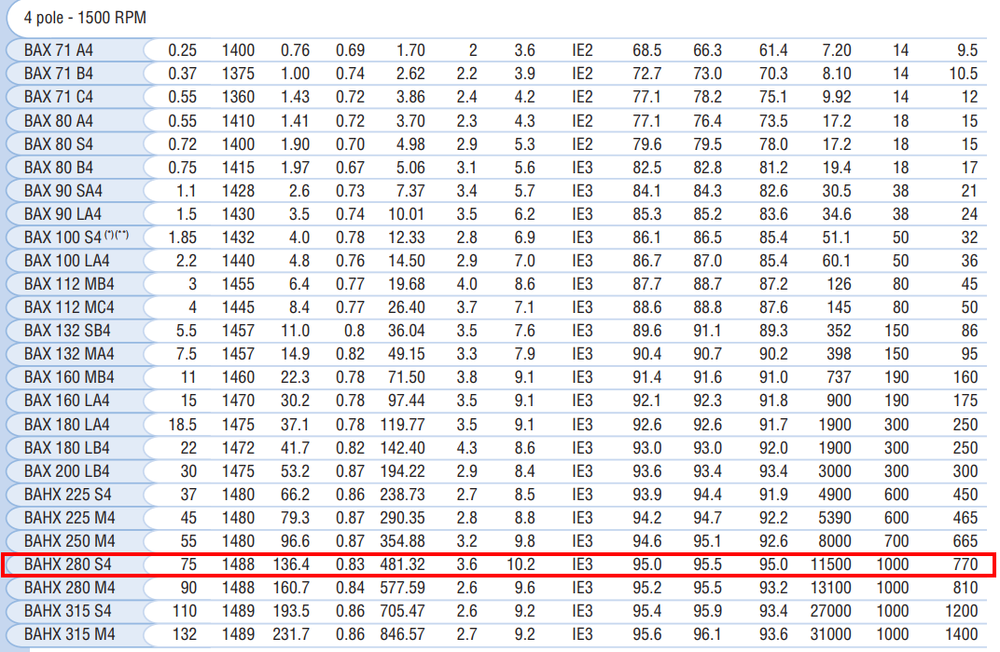 4 pole - 1500 RPM
BAX 71 A4 0.25 1400 0.76 0.69 1.70 2 3.6 IE2 68.5 66.3 61.4 7.20 14 9.5
BAX 71 B4 0.37 1375 1.00 0.74 2.62 2.2 3.9 IE2 72.7 73.0 70.3 8.10 14 10.5
BAX 71 C4 0.55 1360 1.43 0.72 3.86 2.4 4.2 IE2 77.1 78.2 75.1 9.92 14 12
BAX 80 A4 0.55 1410 1.41 0.72 3.70 2.3 4.3 IE2 77.1 76.4 73.5 17.2 18 15
BAX 80 S4 0.72 1400 1.90 0.70 4.98 2.9 5.3 IE2 79.6 79.5 78.0 17.2 18 15
BAX 80 B4 0.75 1415 1.97 0.67 5.06 3.1 5.6 IE3 82.5 82.8 81.2 19.4 18 17
BAX 90 SA4 1.1 1428 2.6 0.73 7.37 3.4 5.7 IE3 84.1 84.3 82.6 30.5 38 21
BAX 90 LA4 1.5 1430 3.5 0.74 10.01 3.5 6.2 IE3 85.3 85.2 83.6 34.6 38 24
BAX 100 S4 (*)(**) 1.85 1432 4.0 0.78 12.33 2.8 6.9 IE3 86.1 86.5 85.4 51.1 50 32
BAX 100 LA4 2.2 1440 4.8 0.76 14.50 2.9 7.0 IE3 86.7 87.0 85.4 60.1 50 36
BAX 112 MB4 3 1455 6.4 0.77 19.68 4.0 8.6 IE3 87.7 88.7 87.2 126 80 45
BAX 112 MC4 4 1445 8.4 0.77 26.40 3.7 7.1 IE3 88.6 88.8 87.6 145 80 50
BAX 132 SB4 5.5 1457 11.0 0.8 36.04 3.5 7.6 IE3 89.6 91.1 89.3 352 150 86
BAX 132 MA4 7.5 1457 14.9 0.82 49.15 3.3 7.9 IE3 90.4 90.7 90.2 398 150 95
BAX 160 MB4 11 1460 22.3 0.78 71.50 3.8 9.1 IE3 91.4 91.6 91.0 737 190 160
BAX 160 LA4 15 1470 30.2 0.78 97.44 3.5 9.1 IE3 92.1 92.3 91.8 900 190 175
BAX 180 LA4 18.5 1475 37.1 0.78 119.77 3.5 9.1 IE3 92.6 92.6 91.7 1900 300 250
BAX 180 LB4 22 1472 41.7 0.82 142.40 4.3 8.6 IE3 93.0 93.0 92.0 1900 300 250
BAX 200 LB4 30 1475 53.2 0.87 194.22 2.9 8.4 IE3 93.6 93.4 93.4 3000 300 300
BAHX 225 S4 37 1480 66.2 0.86 238.73 2.7 8.5 IE3 93.9 94.4 91.9 4900 600 450
BAHX 225 M4 45 1480 79.3 0.87 290.35 2.8 8.8 IE3 94.2 94.7 92.2 5390 600 465
BAHX 250 M4 55 1480 96.6 0.87 354.88 3.2 9.8 IE3 94.6 95.1 92.6 8000 700 665
BAHX 280 S4 75 1488 136.4 0.83 481.32 3.6 10.2 IE3 95.0 95.5 95.0 11500 1000 770
BAHX 280 M4 90 1488 160.7 0.84 577.59 2.6 9.6 IE3 95.2 95.5 93.2 13100 1000 810
BAHX 315 S4 110 1489 193.5 0.86 705.47 2.6 9.2 IE3 95.4 95.9 93.4 27000 1000 1200
BAHX 315 M4 132 1489 231.7 0.86 846.57 2.7 9.2 IE3 95.6 96.1 93.6 31000 1000 1400